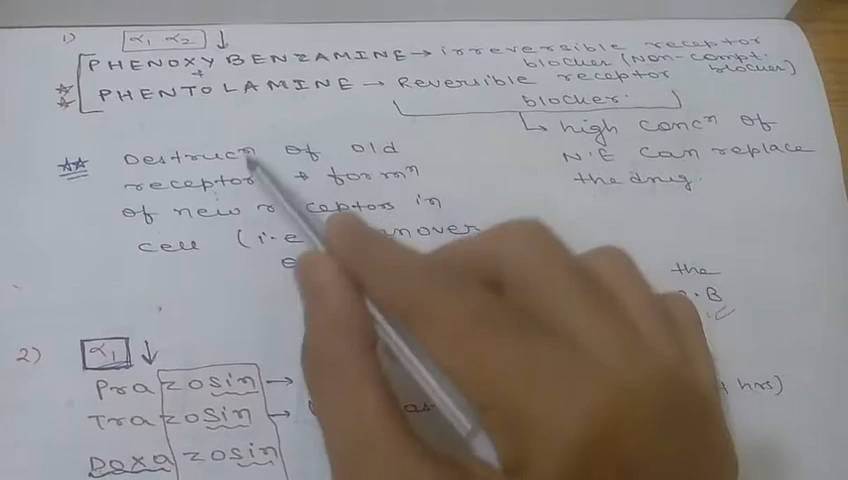 1) α1 α2 ↓
PHENOXYBENZAMINE → irreversible receptor
blocker (Non-compt.
blocker)
+
PHENTOLAMINE → Reversible receptor
blocker.
↳ high concn of
N.E can replace
the drug.
Destrucn of old
receptor + formn
of new receptors in
cell (i.e
the
.B
2) α1 ↓
Prazosin →
Trazosin →
Doxazosin
hrs)